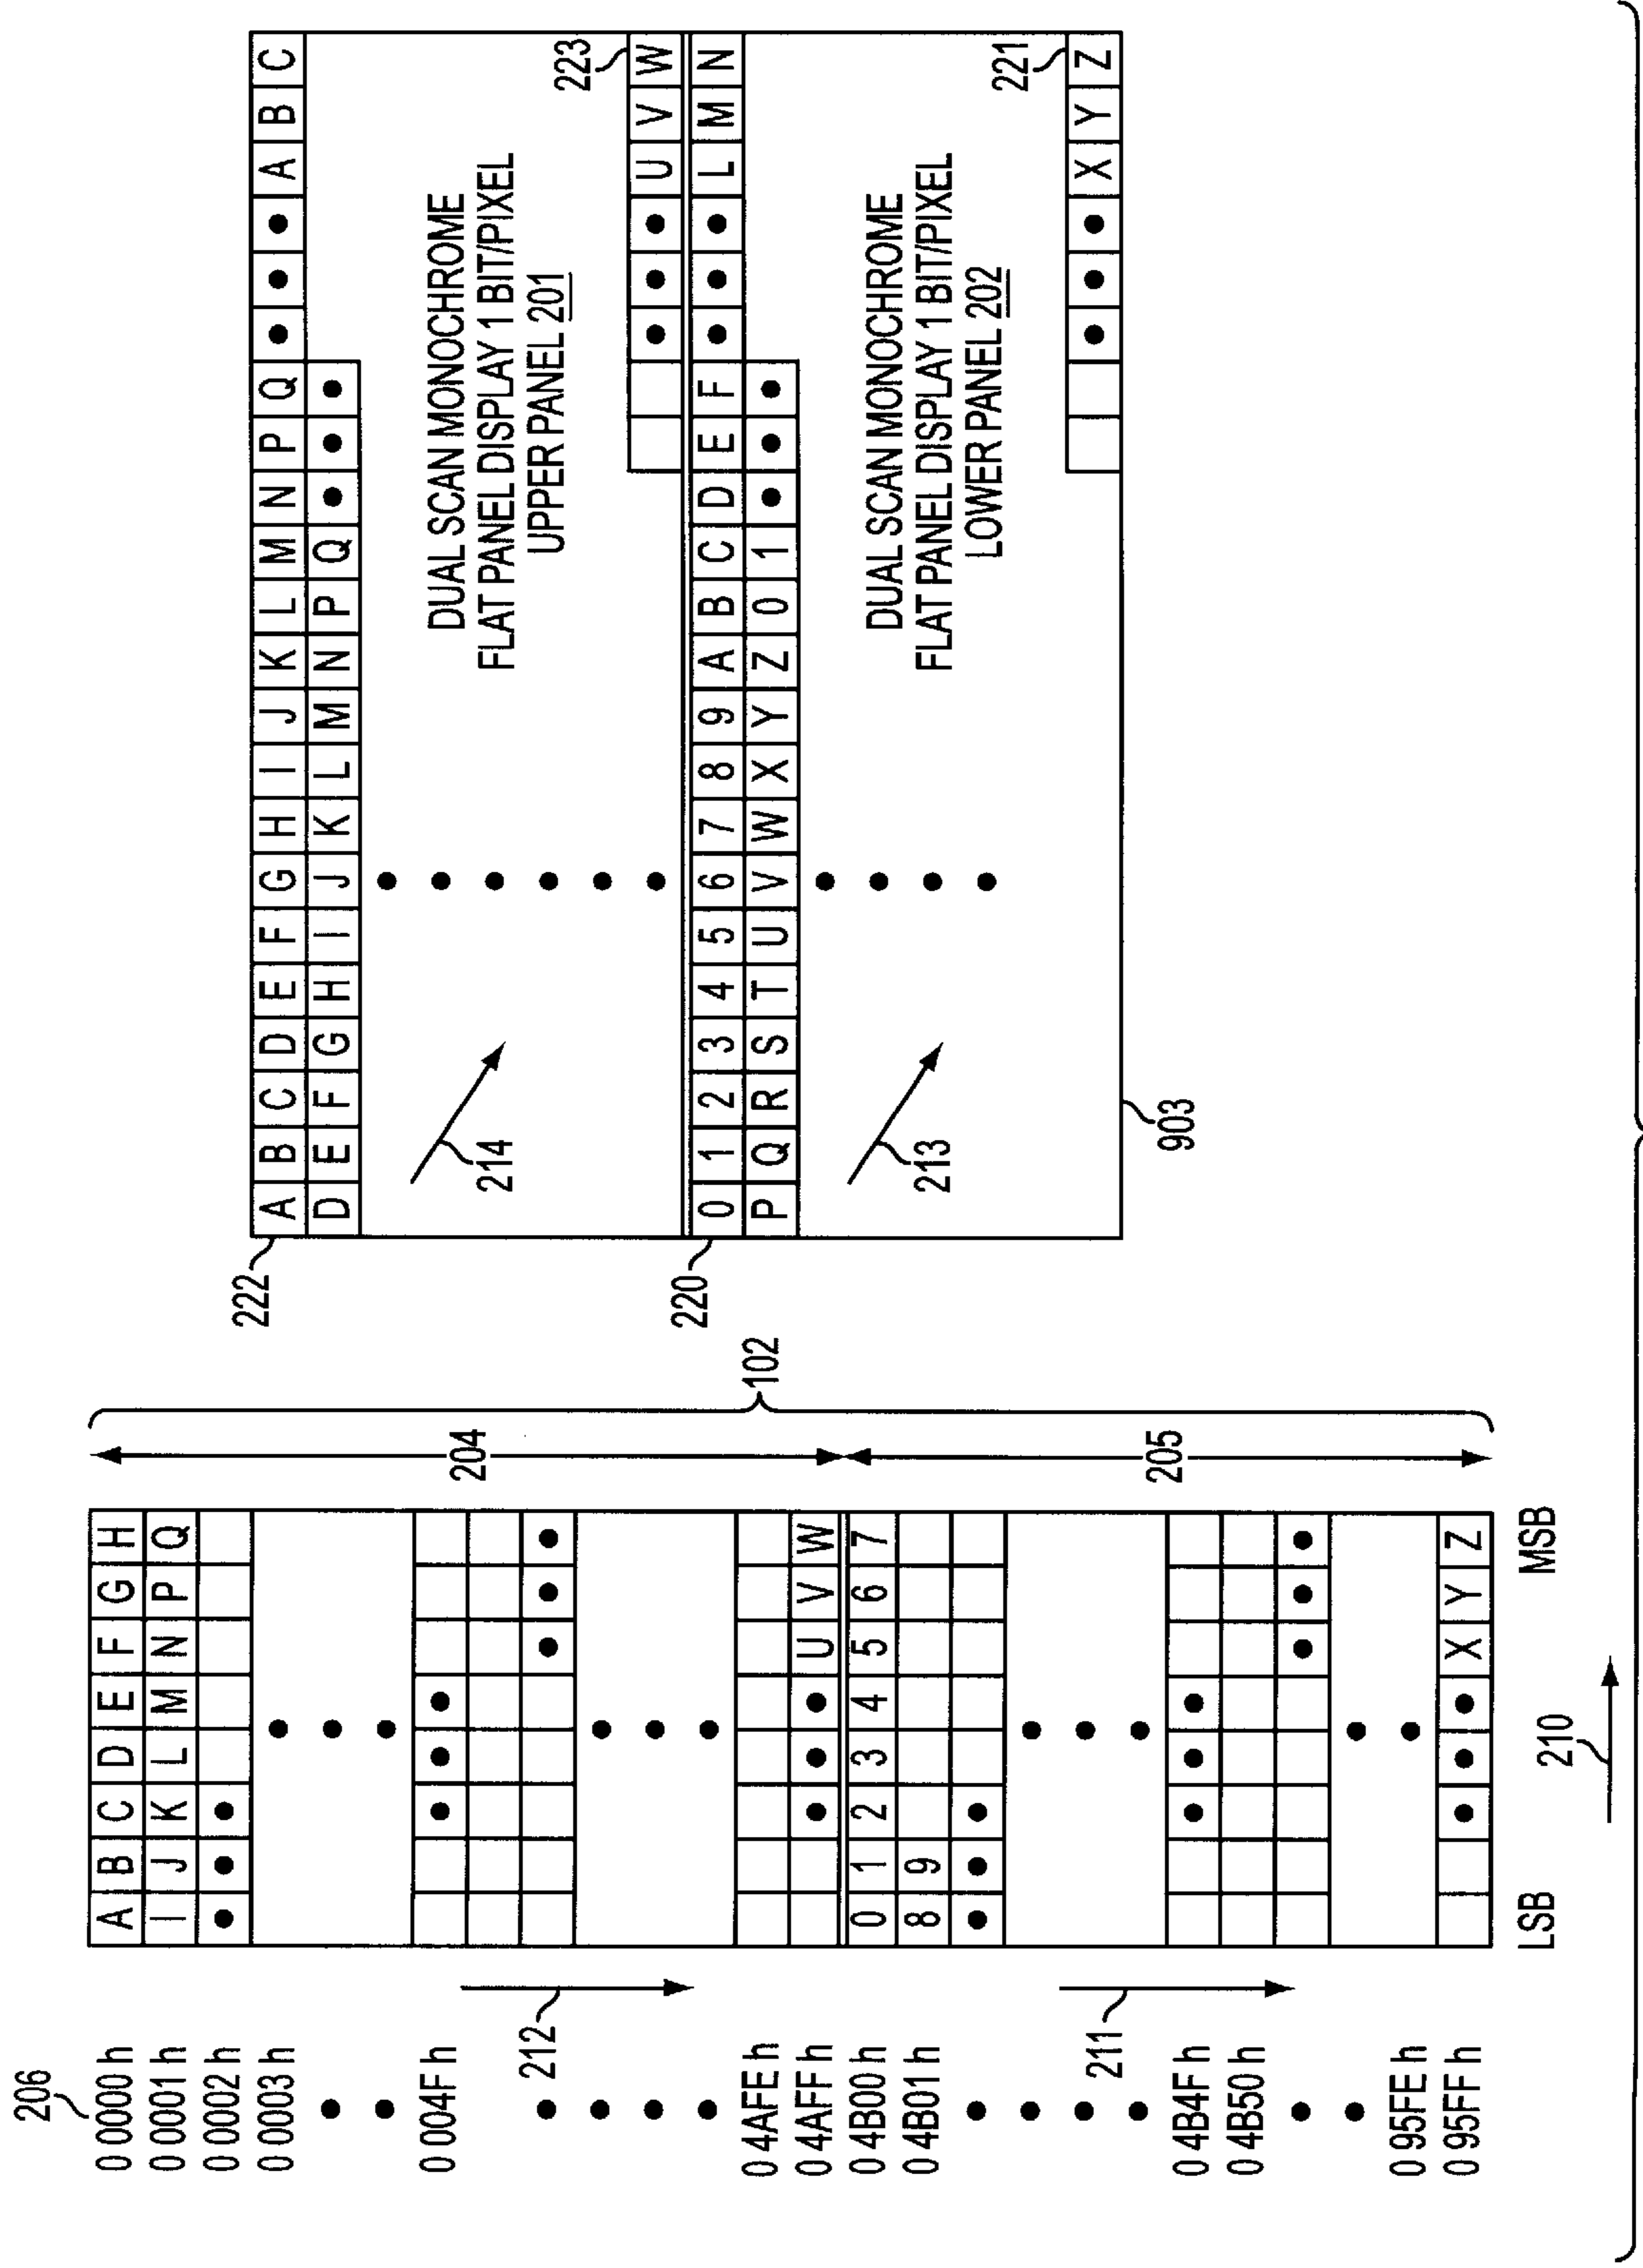 206
0 0000 h
0 0001 h
0 0002 h
0 0003 h
0 004F h
212
0 4AFE h
0 4AFF h
0 4B00 h
0 4B01 h
211
0 4B4F h
0 4B50 h
0 95FE h
0 95FF h
A B C D E F G H
I J K L M N P Q
U V W
0 1 2 3 4 5 6 7
8 9
X Y Z
LSB
MSB
210
204
205
102
222
A B C D E F G H I J K L M N P Q A B C
D E F G H I J K L M N P Q
214
DUAL SCAN MONOCHROME
FLAT PANEL DISPLAY 1 BIT/PIXEL
UPPER PANEL 201
223
U V W
220
0 1 2 3 4 5 6 7 8 9 A B C D E F L M N
P Q R S T U V W X Y Z 0 1
213
DUAL SCAN MONOCHROME
FLAT PANEL DISPLAY 1 BIT/PIXEL
LOWER PANEL 202
221
X Y Z
903